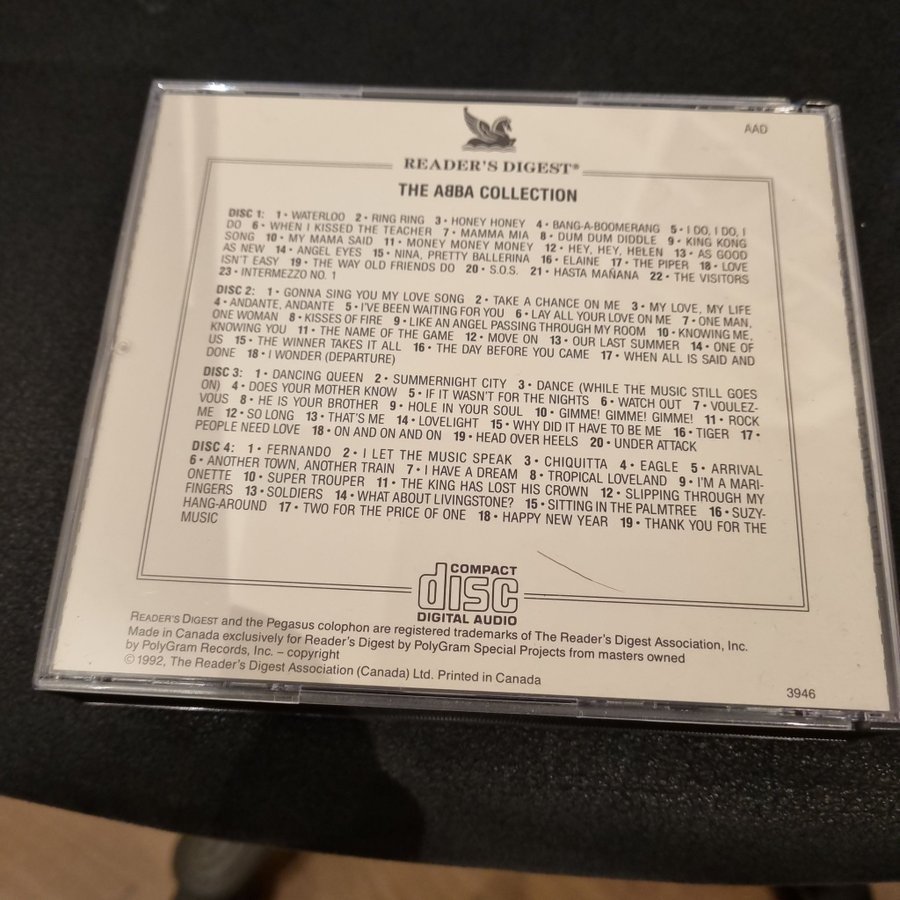 AAD
READER'S DIGEST®
THE ABBA COLLECTION
DISC 1: 1 • WATERLOO 2 • RING RING 3 • HONEY HONEY 4 • BANG-A-BOOMERANG 5 • I DO, I DO, I
DO 6 • WHEN I KISSED THE TEACHER 7 • MAMMA MIA 8 • DUM DUM DIDDLE 9 • KING KONG
SONG 10 • MY MAMA SAID 11 • MONEY MONEY MONEY 12 • HEY, HEY, HELEN 13 • AS GOOD
AS NEW 14 • ANGEL EYES 15 • NINA, PRETTY BALLERINA 16 • ELAINE 17 • THE PIPER 18 • LOVE
ISN'T EASY 19 • THE WAY OLD FRIENDS DO 20 • S.O.S. 21 • HASTA MAÑANA 22 • THE VISITORS
23 • INTERMEZZO NO. 1
DISC 2: 1 • GONNA SING YOU MY LOVE SONG 2 • TAKE A CHANCE ON ME 3 • MY LOVE, MY LIFE
4 • ANDANTE, ANDANTE 5 • I'VE BEEN WAITING FOR YOU 6 • LAY ALL YOUR LOVE ON ME 7 • ONE MAN,
ONE WOMAN 8 • KISSES OF FIRE 9 • LIKE AN ANGEL PASSING THROUGH MY ROOM 10 • KNOWING ME,
KNOWING YOU 11 • THE NAME OF THE GAME 12 • MOVE ON 13 • OUR LAST SUMMER 14 • ONE OF
US 15 • THE WINNER TAKES IT ALL 16 • THE DAY BEFORE YOU CAME 17 • WHEN ALL IS SAID AND
DONE 18 • I WONDER (DEPARTURE)
DISC 3: 1 • DANCING QUEEN 2 • SUMMERNIGHT CITY 3 • DANCE (WHILE THE MUSIC STILL GOES
ON) 4 • DOES YOUR MOTHER KNOW 5 • IF IT WASN'T FOR THE NIGHTS 6 • WATCH OUT 7 • VOULEZ-
VOUS 8 • HE IS YOUR BROTHER 9 • HOLE IN YOUR SOUL 10 • GIMME! GIMME! GIMME! 11 • ROCK
ME 12 • SO LONG 13 • THAT'S ME 14 • LOVELIGHT 15 • WHY DID IT HAVE TO BE ME 16 • TIGER 17 •
PEOPLE NEED LOVE 18 • ON AND ON AND ON 19 • HEAD OVER HEELS 20 • UNDER ATTACK
DISC 4: 1 • FERNANDO 2 • I LET THE MUSIC SPEAK 3 • CHIQUITTA 4 • EAGLE 5 • ARRIVAL
6 • ANOTHER TOWN, ANOTHER TRAIN 7 • I HAVE A DREAM 8 • TROPICAL LOVELAND 9 • I'M A MARI-
ONETTE 10 • SUPER TROUPER 11 • THE KING HAS LOST HIS CROWN 12 • SLIPPING THROUGH MY
FINGERS 13 • SOLDIERS 14 • WHAT ABOUT LIVINGSTONE? 15 • SITTING IN THE PALMTREE 16 • SUZY-
HANG-AROUND 17 • TWO FOR THE PRICE OF ONE 18 • HAPPY NEW YEAR 19 • THANK YOU FOR THE
MUSIC
COMPACT
disc
DIGITAL AUDIO
READER'S DIGEST and the Pegasus colophon are registered trademarks of The Reader's Digest Association, Inc.
Made in Canada exclusively for Reader's Digest by PolyGram Special Projects from masters owned
by PolyGram Records, Inc. – copyright
©1992, The Reader's Digest Association (Canada) Ltd. Printed in Canada
3946